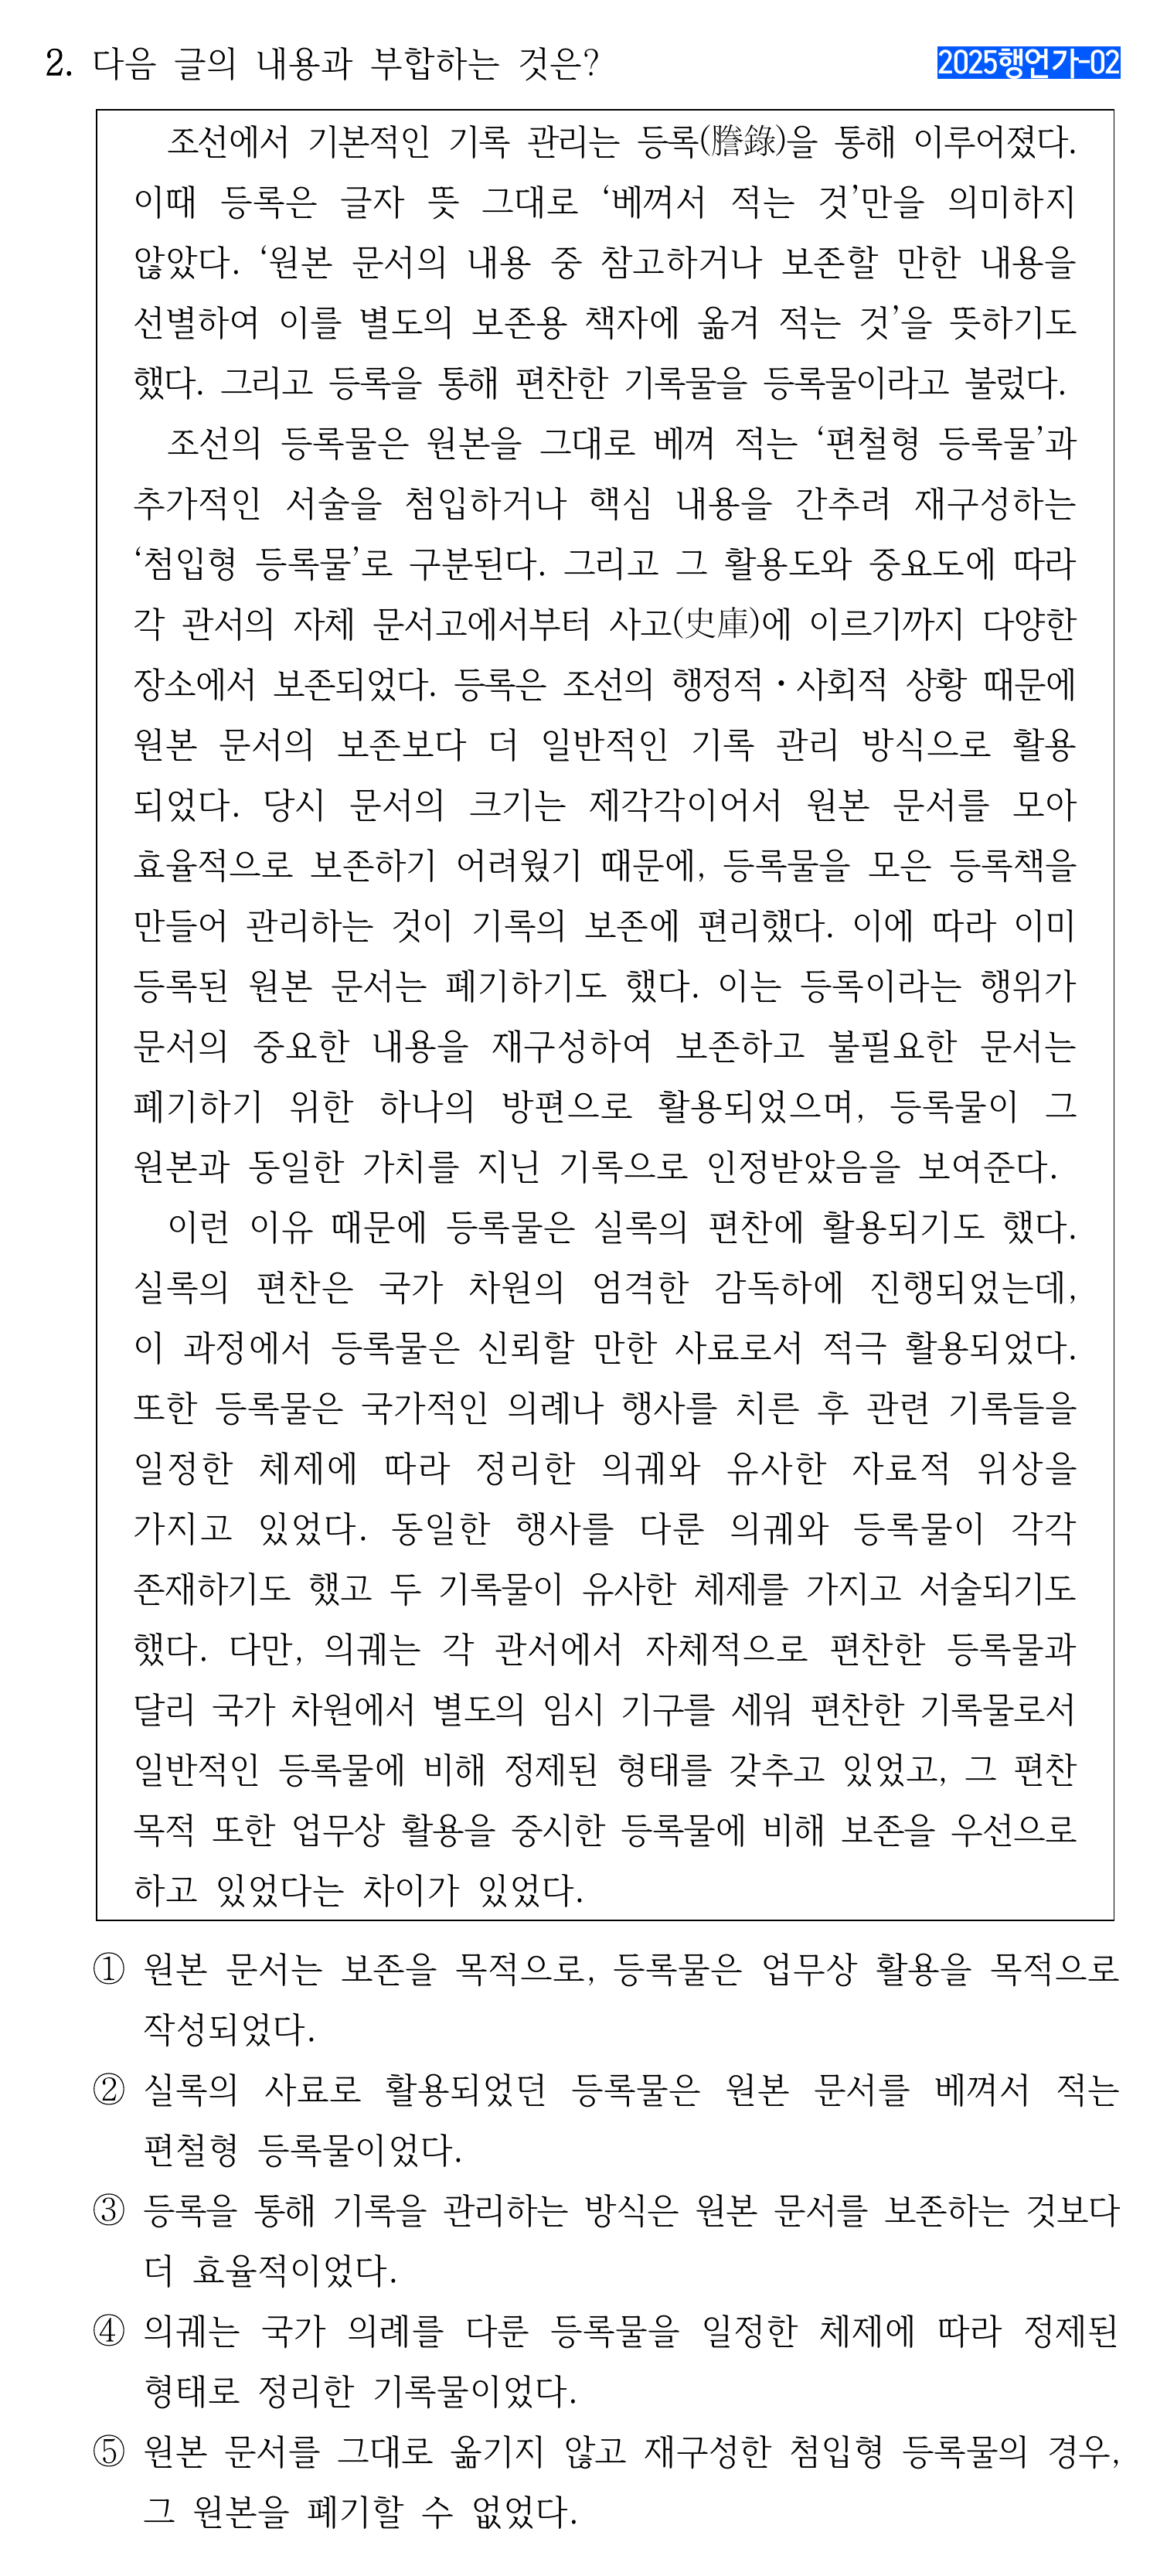 2. 다음 글의 내용과 부합하는 것은?
2025행언가-02
조선에서 기본적인 기록 관리는 등록(謄錄)을 통해 이루어졌다.
이때 등록은 글자 뜻 그대로 ‘베껴서 적는 것’만을 의미하지
않았다. ‘원본 문서의 내용 중 참고하거나 보존할 만한 내용을
선별하여 이를 별도의 보존용 책자에 옮겨 적는 것’을 뜻하기도
했다. 그리고 등록을 통해 편찬한 기록물을 등록물이라고 불렀다.
조선의 등록물은 원본을 그대로 베껴 적는 ‘편철형 등록물’과
추가적인 서술을 첨입하거나 핵심 내용을 간추려 재구성하는
‘첨입형 등록물’로 구분된다. 그리고 그 활용도와 중요도에 따라
각 관서의 자체 문서고에서부터 사고(史庫)에 이르기까지 다양한
장소에서 보존되었다. 등록은 조선의 행정적·사회적 상황 때문에
원본 문서의 보존보다 더 일반적인 기록 관리 방식으로 활용
되었다. 당시 문서의 크기는 제각각이어서 원본 문서를 모아
효율적으로 보존하기 어려웠기 때문에, 등록물을 모은 등록책을
만들어 관리하는 것이 기록의 보존에 편리했다. 이에 따라 이미
등록된 원본 문서는 폐기하기도 했다. 이는 등록이라는 행위가
문서의 중요한 내용을 재구성하여 보존하고 불필요한 문서는
폐기하기 위한 하나의 방편으로 활용되었으며, 등록물이 그
원본과 동일한 가치를 지닌 기록으로 인정받았음을 보여준다.
이런 이유 때문에 등록물은 실록의 편찬에 활용되기도 했다.
실록의 편찬은 국가 차원의 엄격한 감독하에 진행되었는데,
이 과정에서 등록물은 신뢰할 만한 사료로서 적극 활용되었다.
또한 등록물은 국가적인 의례나 행사를 치른 후 관련 기록들을
일정한 체제에 따라 정리한 의궤와 유사한 자료적 위상을
가지고 있었다. 동일한 행사를 다룬 의궤와 등록물이 각각
존재하기도 했고 두 기록물이 유사한 체제를 가지고 서술되기도
했다. 다만, 의궤는 각 관서에서 자체적으로 편찬한 등록물과
달리 국가 차원에서 별도의 임시 기구를 세워 편찬한 기록물로서
일반적인 등록물에 비해 정제된 형태를 갖추고 있었고, 그 편찬
목적 또한 업무상 활용을 중시한 등록물에 비해 보존을 우선으로
하고 있었다는 차이가 있었다.
① 원본 문서는 보존을 목적으로, 등록물은 업무상 활용을 목적으로
작성되었다.
② 실록의 사료로 활용되었던 등록물은 원본 문서를 베껴서 적는
편철형 등록물이었다.
③ 등록을 통해 기록을 관리하는 방식은 원본 문서를 보존하는 것보다
더 효율적이었다.
④ 의궤는 국가 의례를 다룬 등록물을 일정한 체제에 따라 정제된
형태로 정리한 기록물이었다.
⑤ 원본 문서를 그대로 옮기지 않고 재구성한 첨입형 등록물의 경우,
그 원본을 폐기할 수 없었다.